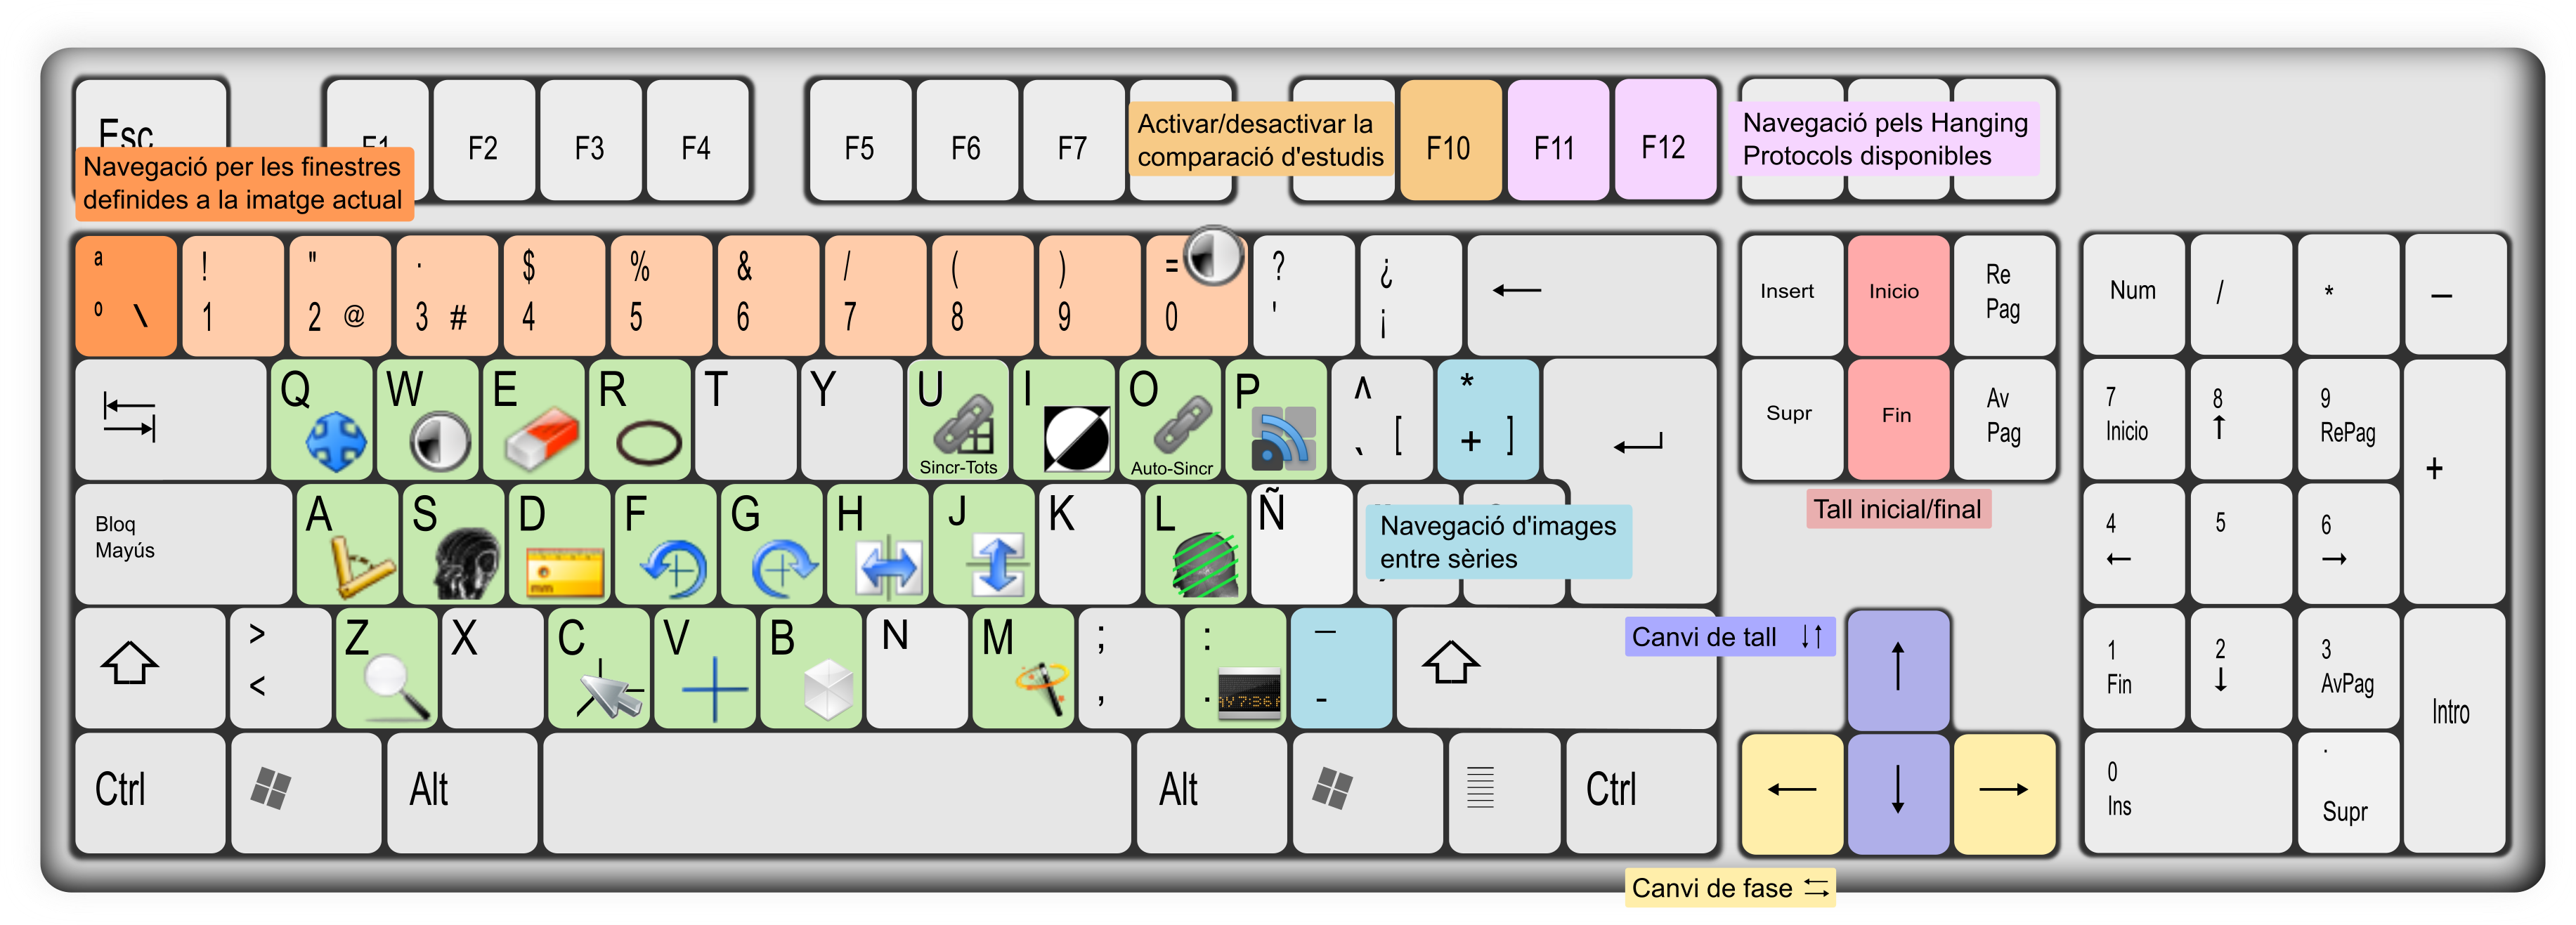 Esc
F1 F2 F3 F4
F5 F6 F7
Activar/desactivar la
comparació d'estudis
F10 F11 F12
Navegació pels Hanging
Protocols disponibles
Navegació per les finestres
definides a la imatge actual
ª ! " · $ % & / ( ) = ? ¿
º \ 1 2 @ 3 # 4 5 6 7 8 9 0 ' ¡ ←
Insert Inicio Re
Pag
Num / * –
Q W E R T Y U I O P ^ *
Sincr-Tots Auto-Sincr
` [ + ]
Supr Fin Av
Pag
7 8 9
Inicio ↑ RePag
+
Tall inicial/final
Bloq
Mayús
A S D F G H J K L Ñ
mm
Navegació d'images
entre sèries
4 5 6
← →
> Z X C V B N M ; : –
< , . -
Canvi de tall ↓↑
↑
1 2 3
Fin ↓ AvPag
Intro
Ctrl Alt Alt Ctrl
← ↓ →
0 .
Ins Supr
Canvi de fase ⇆